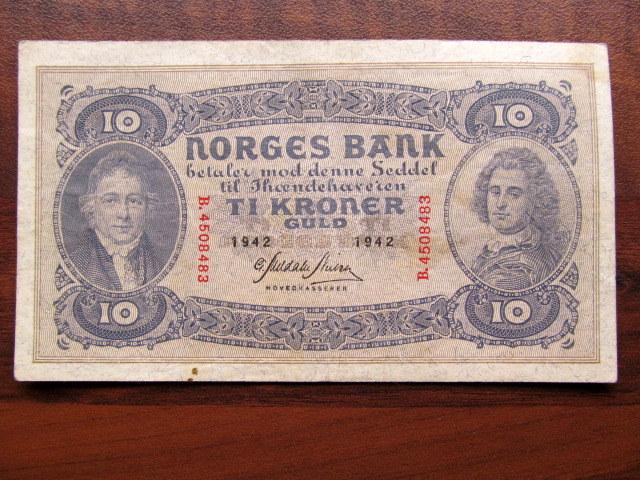 10 10
NORGES BANK
betaler mod denne Seddel
til Ihændehaveren
TI KRONER
GULD
1942 1942
B. 4508483
B. 4508483
HOVEDKASSERER
10 10